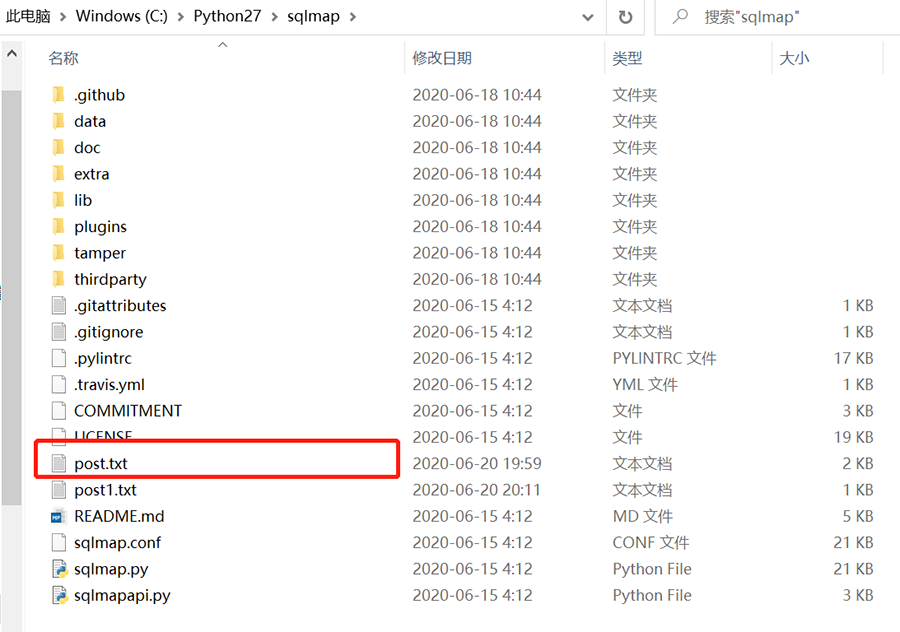 此电脑 > Windows (C:) > Python27 > sqlmap > 搜索"sqlmap"
名称 修改日期 类型 大小
.github 2020-06-18 10:44 文件夹
data 2020-06-18 10:44 文件夹
doc 2020-06-18 10:44 文件夹
extra 2020-06-18 10:44 文件夹
lib 2020-06-18 10:44 文件夹
plugins 2020-06-18 10:44 文件夹
tamper 2020-06-18 10:44 文件夹
thirdparty 2020-06-18 10:44 文件夹
.gitattributes 2020-06-15 4:12 文本文档 1 KB
.gitignore 2020-06-15 4:12 文本文档 1 KB
.pylintrc 2020-06-15 4:12 PYLINTRC 文件 17 KB
.travis.yml 2020-06-15 4:12 YML 文件 1 KB
COMMITMENT 2020-06-15 4:12 文件 3 KB
LICENSE 2020-06-15 4:12 文件 19 KB
post.txt 2020-06-20 19:59 文本文档 2 KB
post1.txt 2020-06-20 20:11 文本文档 1 KB
README.md 2020-06-15 4:12 MD 文件 5 KB
sqlmap.conf 2020-06-15 4:12 CONF 文件 21 KB
sqlmap.py 2020-06-15 4:12 Python File 21 KB
sqlmapapi.py 2020-06-15 4:12 Python File 3 KB